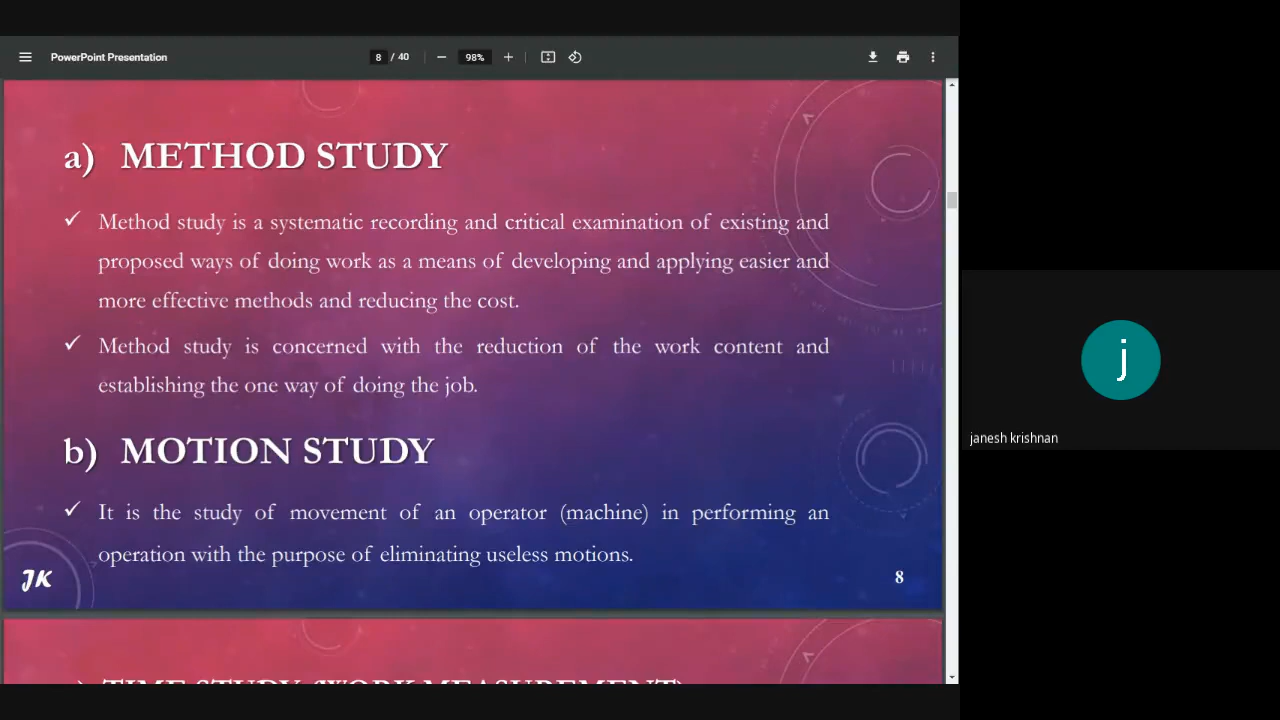 PowerPoint Presentation
8 / 40
98%
a) METHOD STUDY
✓ Method study is a systematic recording and critical examination of existing and
proposed ways of doing work as a means of developing and applying easier and
more effective methods and reducing the cost.
✓ Method study is concerned with the reduction of the work content and
establishing the one way of doing the job.
b) MOTION STUDY
✓ It is the study of movement of an operator (machine) in performing an
operation with the purpose of eliminating useless motions.
JK
8
TIME STUDY (WORK MEASUREMENT)
j
janesh krishnan